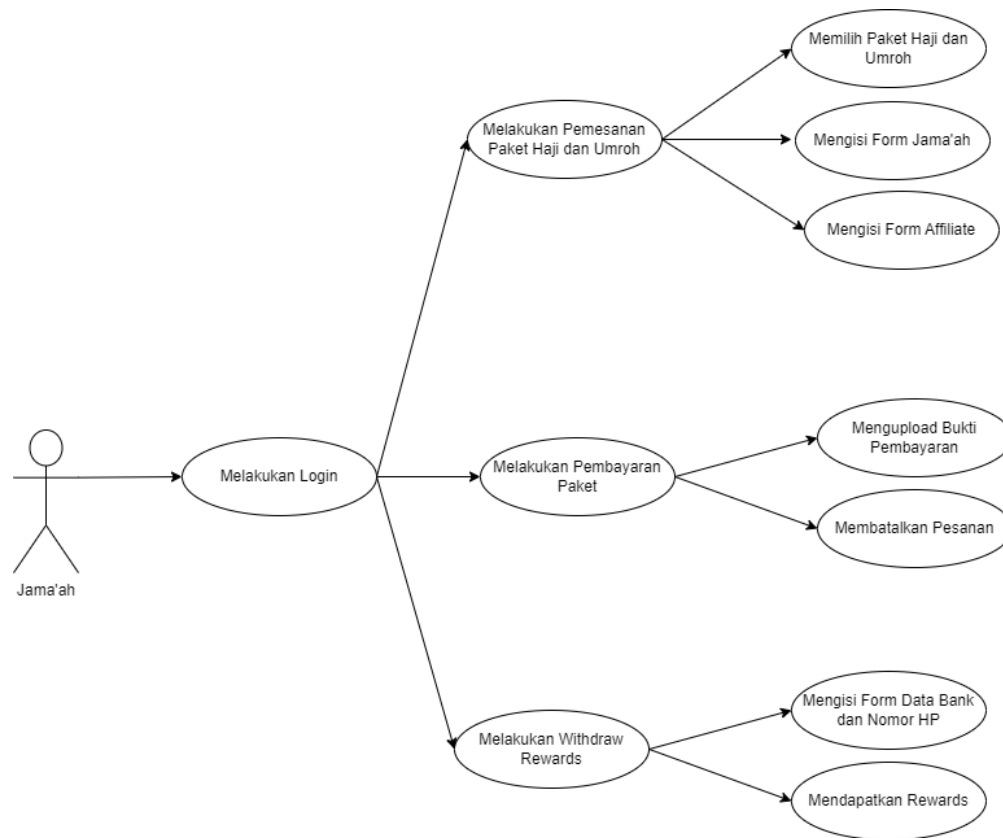 Memilih Paket Haji dan
Umroh
Melakukan Pemesanan
Paket Haji dan Umroh
Mengisi Form Jama'ah
Mengisi Form Affiliate
Mengupload Bukti
Pembayaran
Melakukan Login
Melakukan Pembayaran
Paket
Membatalkan Pesanan
Jama'ah
Mengisi Form Data Bank
dan Nomor HP
Melakukan Withdraw
Rewards
Mendapatkan Rewards